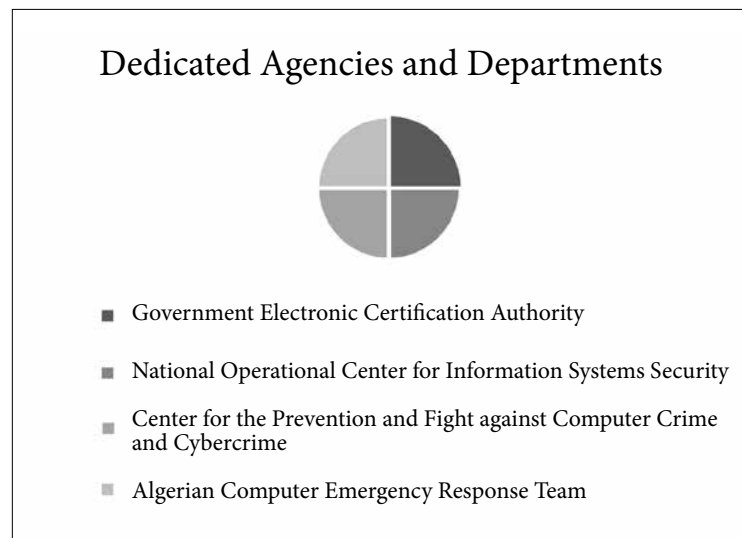 Dedicated Agencies and Departments
Government Electronic Certification Authority
National Operational Center for Information Systems Security
Center for the Prevention and Fight against Computer Crime
and Cybercrime
Algerian Computer Emergency Response Team